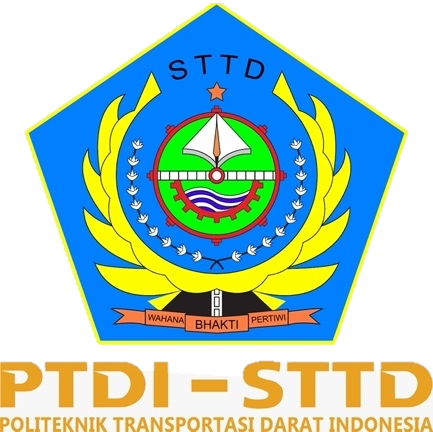 STTD
WAHANA BHAKTI PERTIWI
PTDI - STTD
POLITEKNIK TRANSPORTASI DARAT INDONESIA